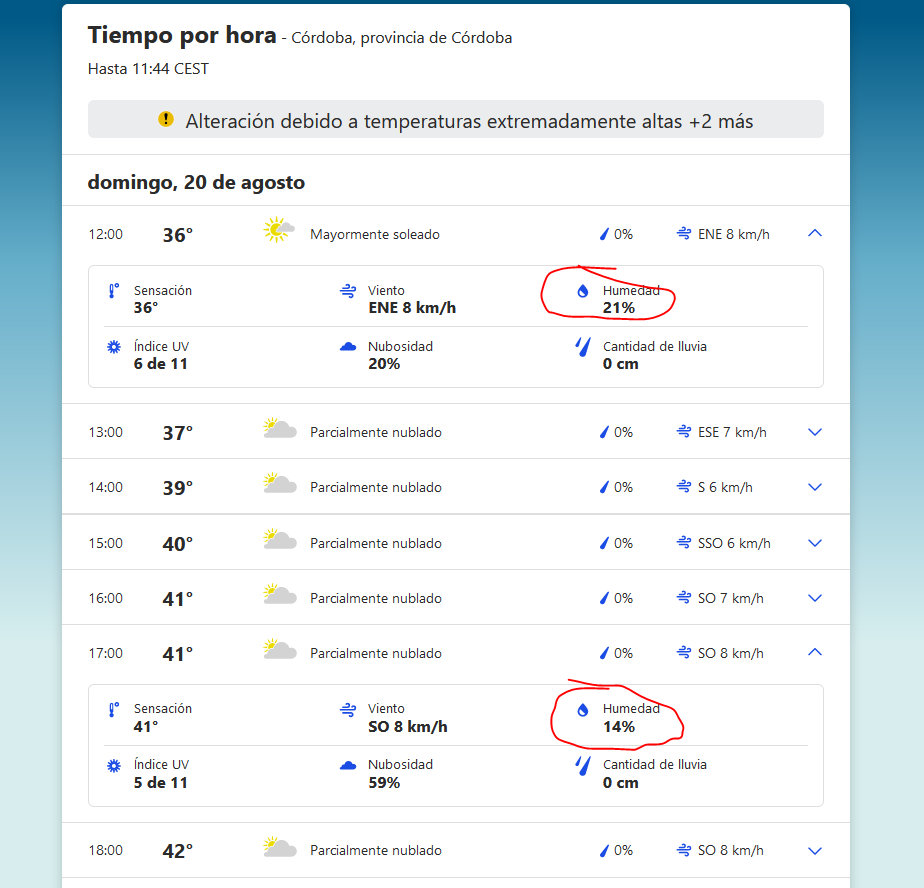 Tiempo por hora - Córdoba, provincia de Córdoba
Hasta 11:44 CEST
Alteración debido a temperaturas extremadamente altas +2 más
domingo, 20 de agosto
12:00 36° Mayormente soleado 0% ENE 8 km/h
Sensación Viento Humedad
36° ENE 8 km/h 21%
Índice UV Nubosidad Cantidad de lluvia
6 de 11 20% 0 cm
13:00 37° Parcialmente nublado 0% ESE 7 km/h
14:00 39° Parcialmente nublado 0% S 6 km/h
15:00 40° Parcialmente nublado 0% SSO 6 km/h
16:00 41° Parcialmente nublado 0% SO 7 km/h
17:00 41° Parcialmente nublado 0% SO 8 km/h
Sensación Viento Humedad
41° SO 8 km/h 14%
Índice UV Nubosidad Cantidad de lluvia
5 de 11 59% 0 cm
18:00 42° Parcialmente nublado 0% SO 8 km/h